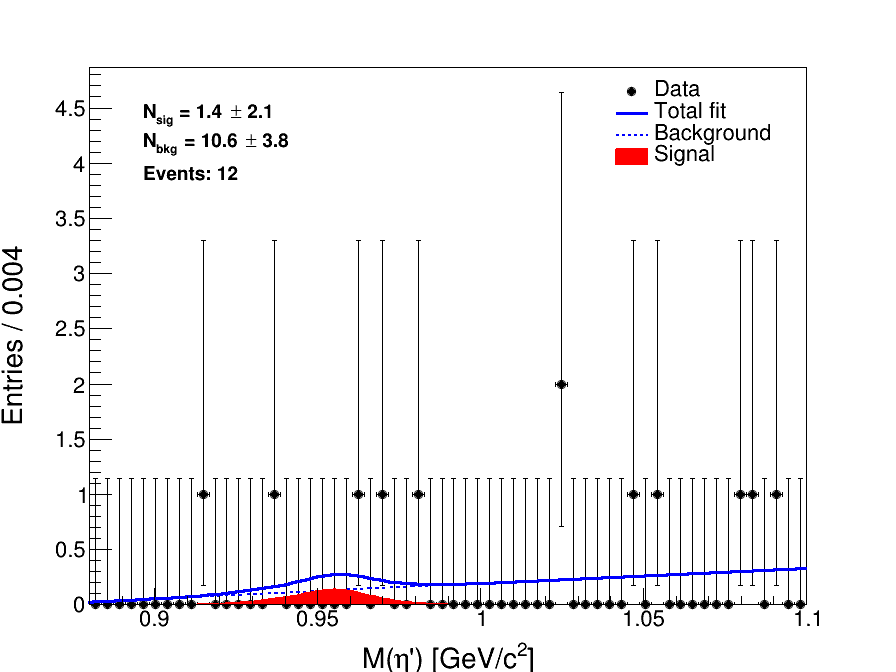 N_sig = 1.4 ± 2.1
N_bkg = 10.6 ± 3.8
Events: 12
Data
Total fit
Background
Signal
Entries / 0.004
4.5
4
3.5
3
2.5
2
1.5
1
0.5
0
0.9 0.95 1 1.05 1.1
M(η') [GeV/c²]